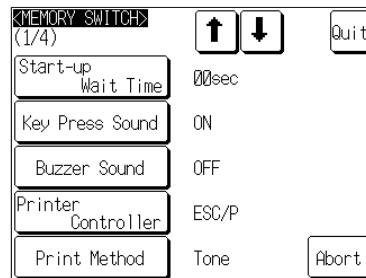 <MEMORY SWITCH>
(1/4)
Quit
Start-up
Wait Time
00sec
Key Press Sound
ON
Buzzer Sound
OFF
Printer
Controller
ESC/P
Print Method
Tone
Abort